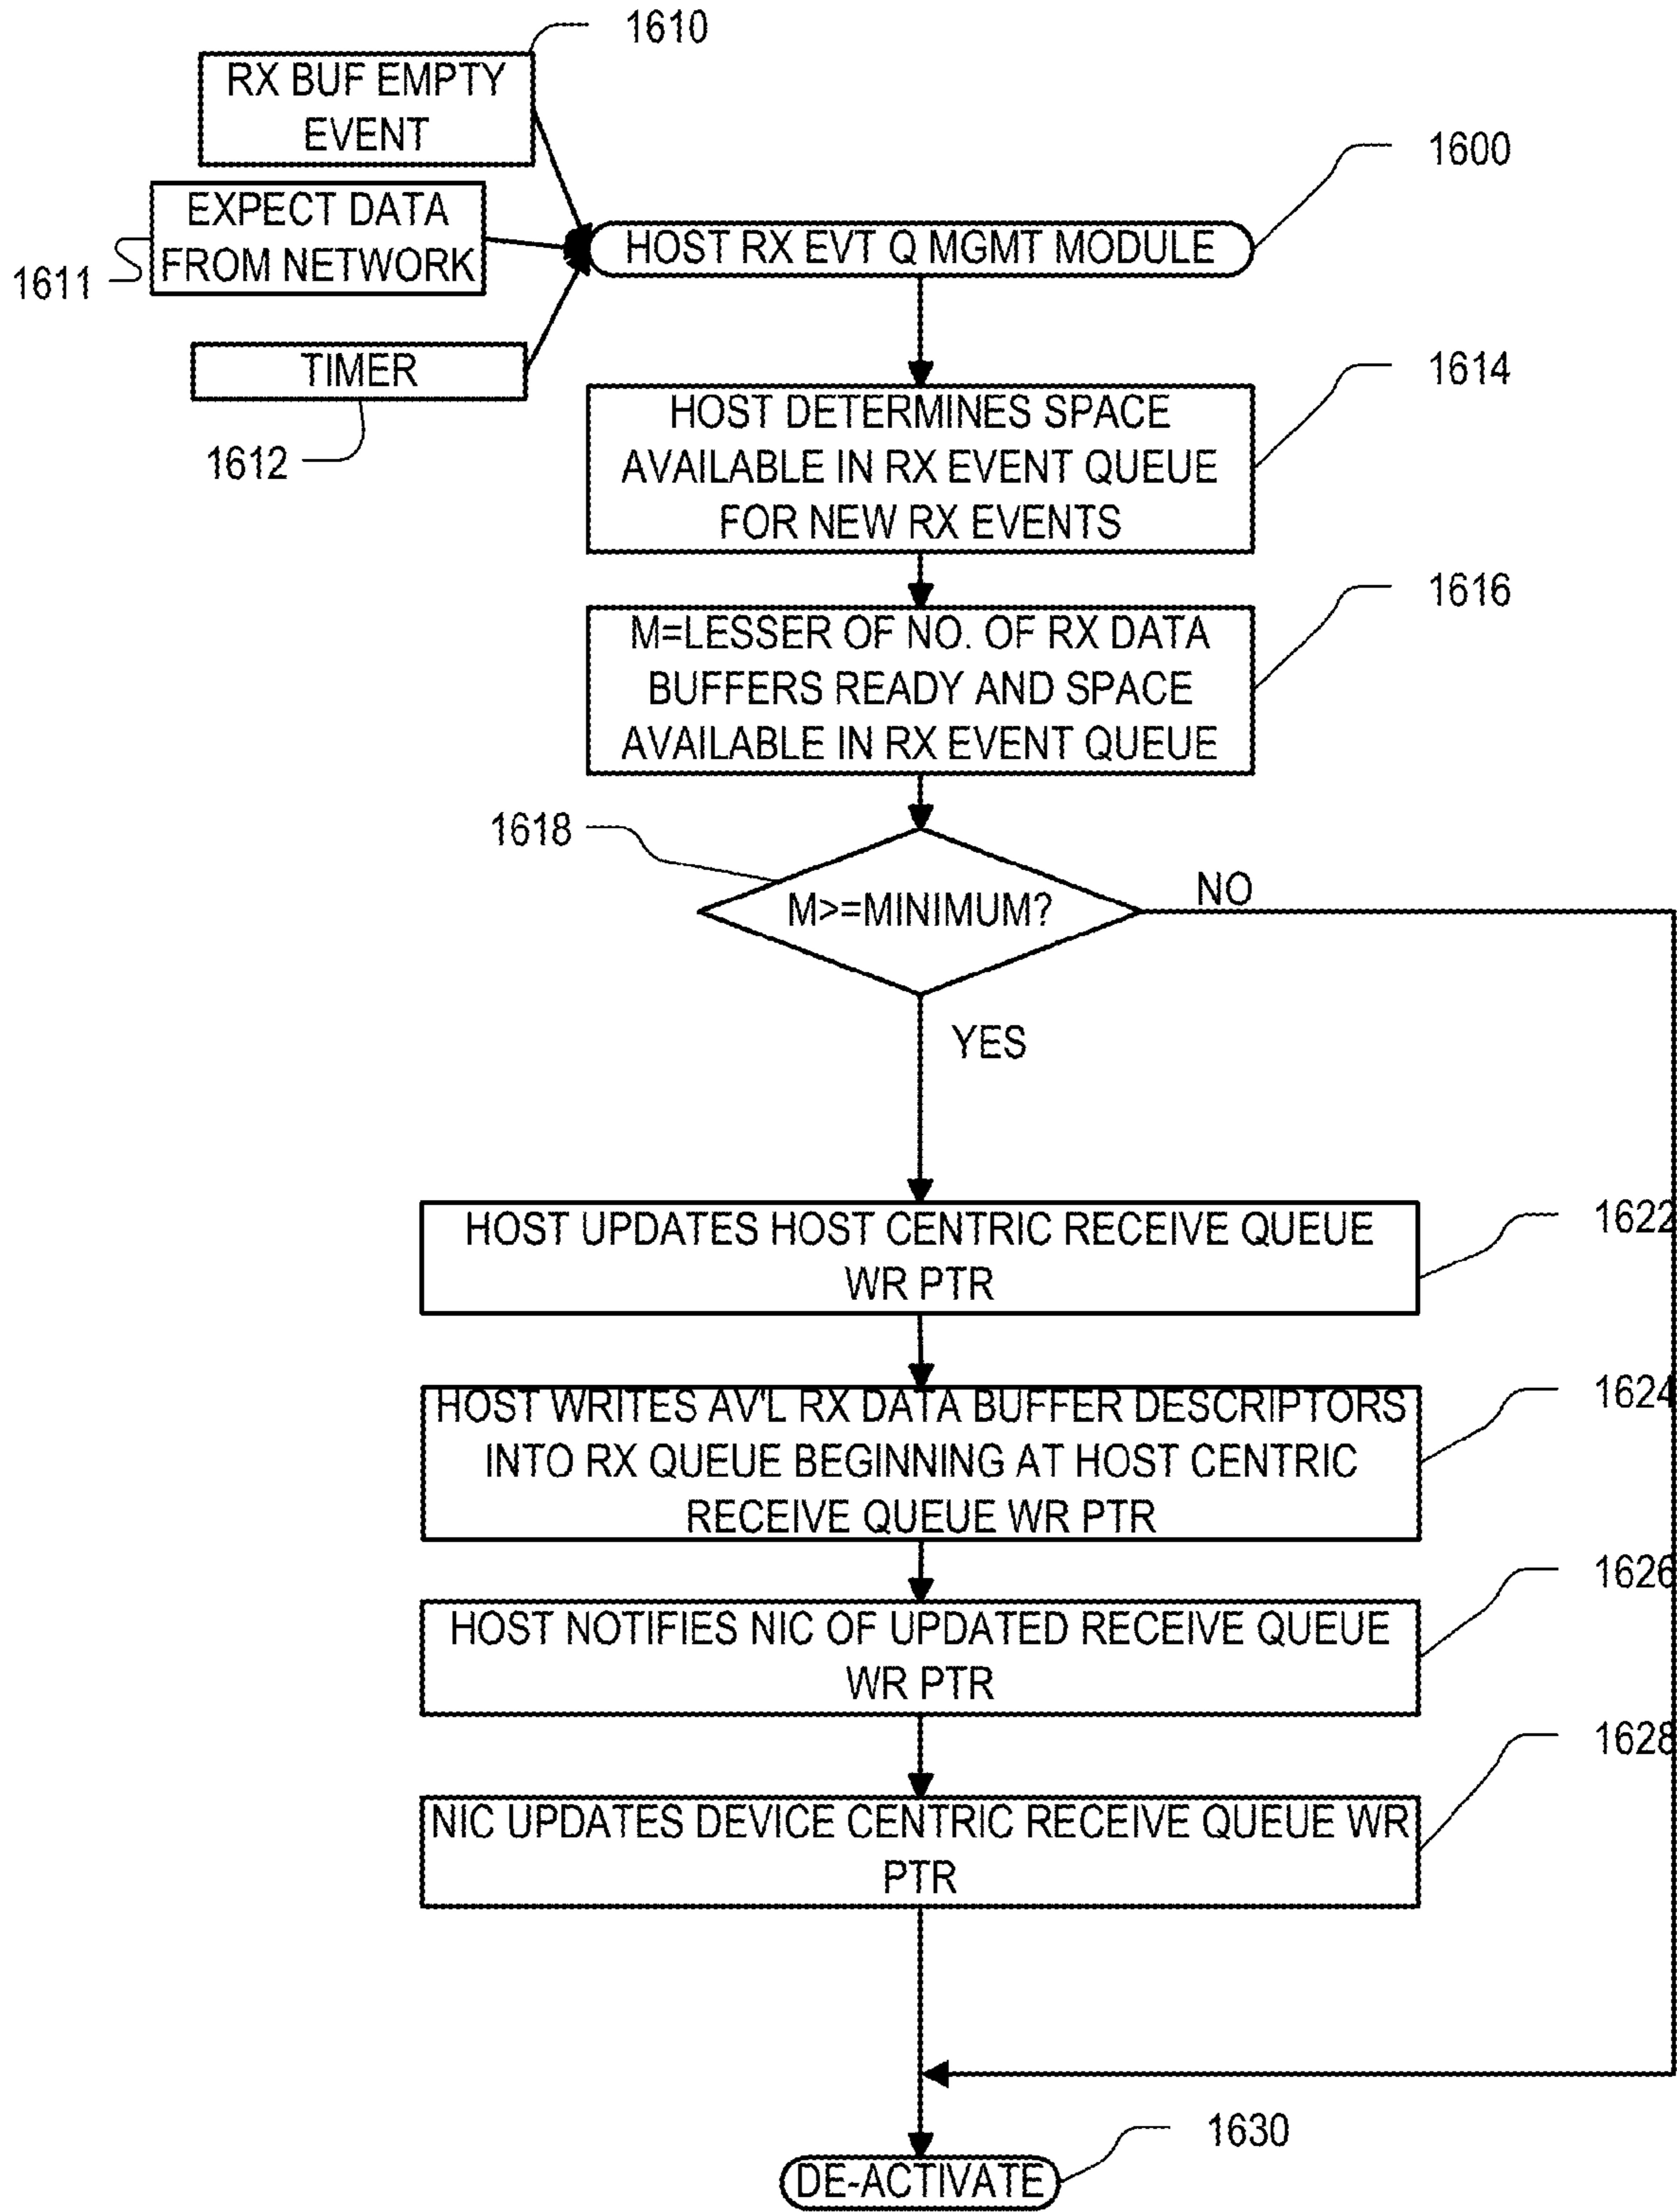 1610
RX BUF EMPTY
EVENT
1600
EXPECT DATA
FROM NETWORK
1611
HOST RX EVT Q MGMT MODULE
TIMER
1612
1614
HOST DETERMINES SPACE
AVAILABLE IN RX EVENT QUEUE
FOR NEW RX EVENTS
1616
M=LESSER OF NO. OF RX DATA
BUFFERS READY AND SPACE
AVAILABLE IN RX EVENT QUEUE
1618
M>=MINIMUM?
NO
YES
1622
HOST UPDATES HOST CENTRIC RECEIVE QUEUE
WR PTR
1624
HOST WRITES AV'L RX DATA BUFFER DESCRIPTORS
INTO RX QUEUE BEGINNING AT HOST CENTRIC
RECEIVE QUEUE WR PTR
1626
HOST NOTIFIES NIC OF UPDATED RECEIVE QUEUE
WR PTR
1628
NIC UPDATES DEVICE CENTRIC RECEIVE QUEUE WR
PTR
1630
DE-ACTIVATE